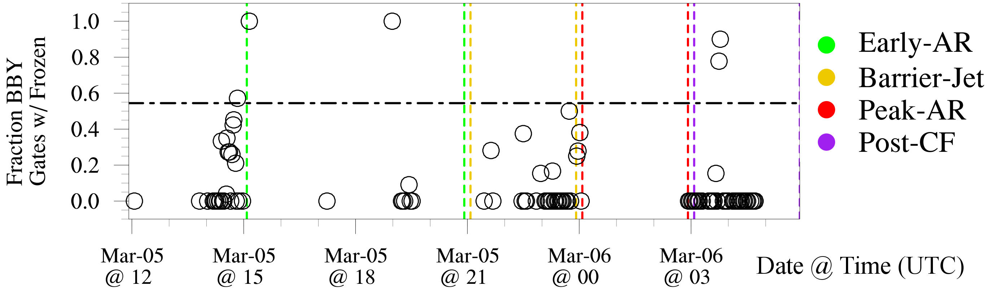 Fraction BBY
Gates w/ Frozen
1.0
0.8
0.6
0.4
0.2
0.0
Mar-05
@ 12
Mar-05
@ 15
Mar-05
@ 18
Mar-05
@ 21
Mar-06
@ 00
Mar-06
@ 03
Date @ Time (UTC)
Early-AR
Barrier-Jet
Peak-AR
Post-CF